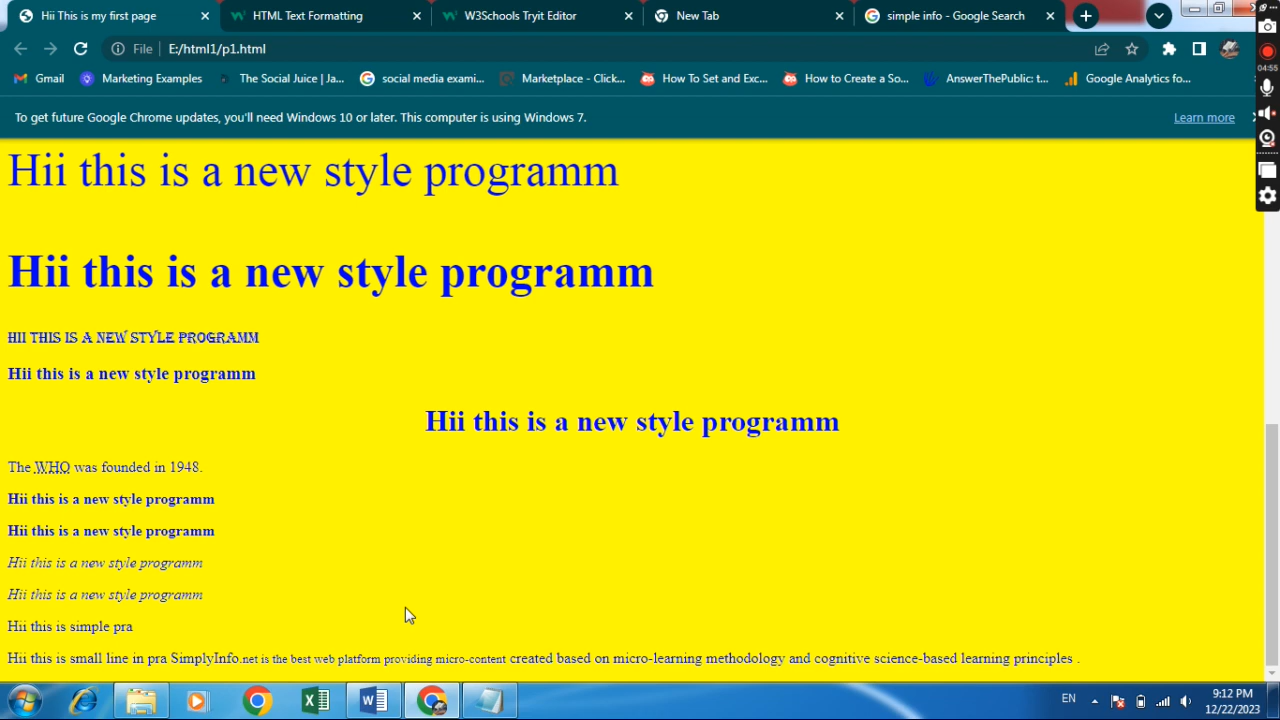 Hii This is my first page
HTML Text Formatting
W3Schools Tryit Editor
New Tab
simple info - Google Search
File
E:/html1/p1.html
Gmail
Marketing Examples
The Social Juice | Ja...
social media exami...
Marketplace - Click...
How To Set and Exc...
How to Create a So...
AnswerThePublic: t...
Google Analytics fo...
04:55
To get future Google Chrome updates, you'll need Windows 10 or later. This computer is using Windows 7.
Learn more
Hii this is a new style programm
Hii this is a new style programm
HII THIS IS A NEW STYLE PROGRAMM
Hii this is a new style programm
Hii this is a new style programm
The WHO was founded in 1948.
Hii this is a new style programm
Hii this is a new style programm
Hii this is a new style programm
Hii this is a new style programm
Hii this is simple pra
Hii this is small line in pra SimplyInfo.net is the best web platform providing micro-content created based on micro-learning methodology and cognitive science-based learning principles .
EN
9:12 PM
12/22/2023